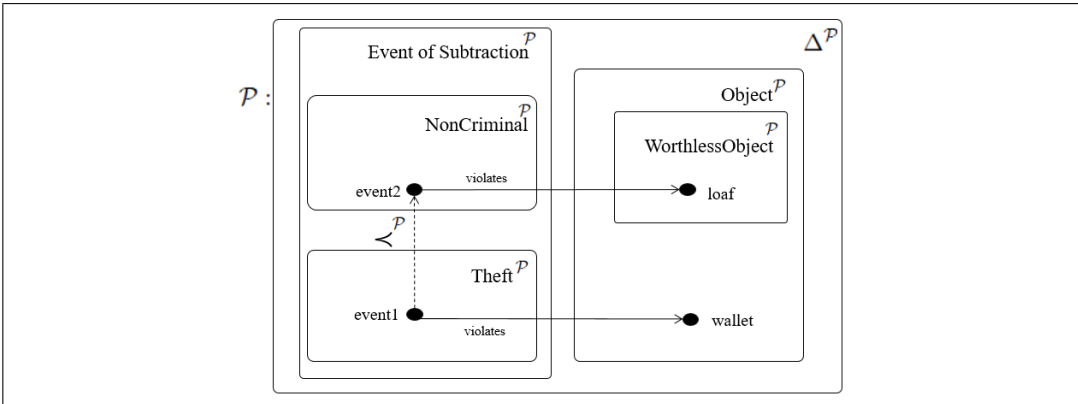 Event of Subtraction𝒫
Δ𝒫
𝒫 :
Object𝒫
NonCriminal𝒫
WorthlessObject𝒫
event2
violates
loaf
≺𝒫
Theft𝒫
event1
violates
wallet